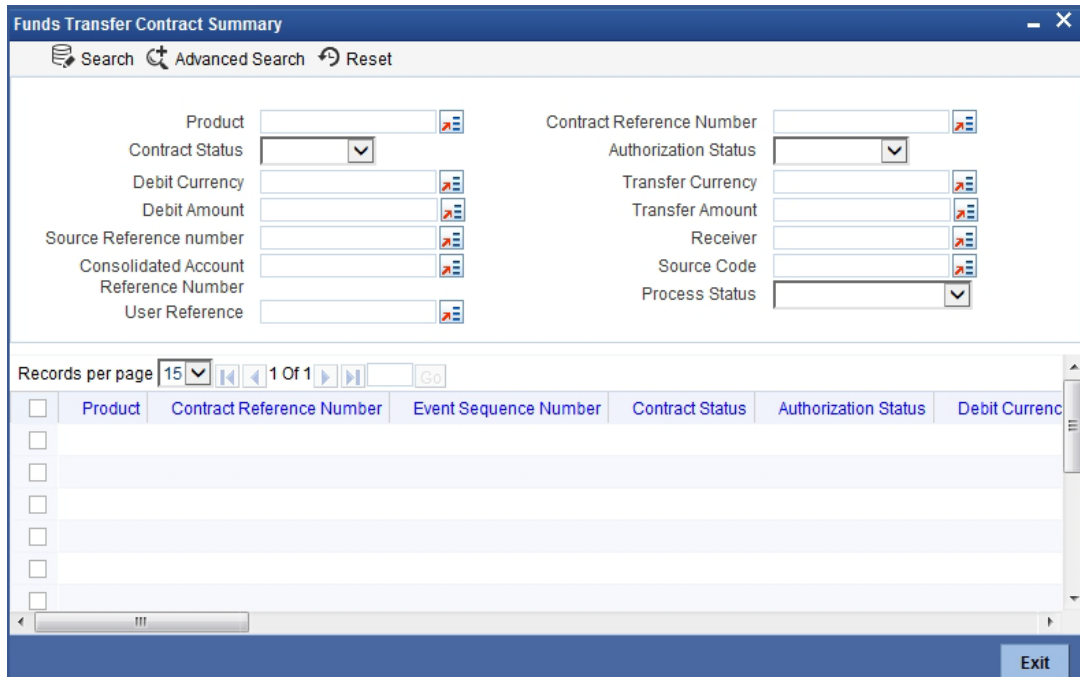 Funds Transfer Contract Summary
Search Advanced Search Reset
Product Contract Reference Number
Contract Status Authorization Status
Debit Currency Transfer Currency
Debit Amount Transfer Amount
Source Reference number Receiver
Consolidated Account Reference Number Source Code
User Reference Process Status
Records per page 15 1 Of 1 Go
Product Contract Reference Number Event Sequence Number Contract Status Authorization Status Debit Currenc
Exit